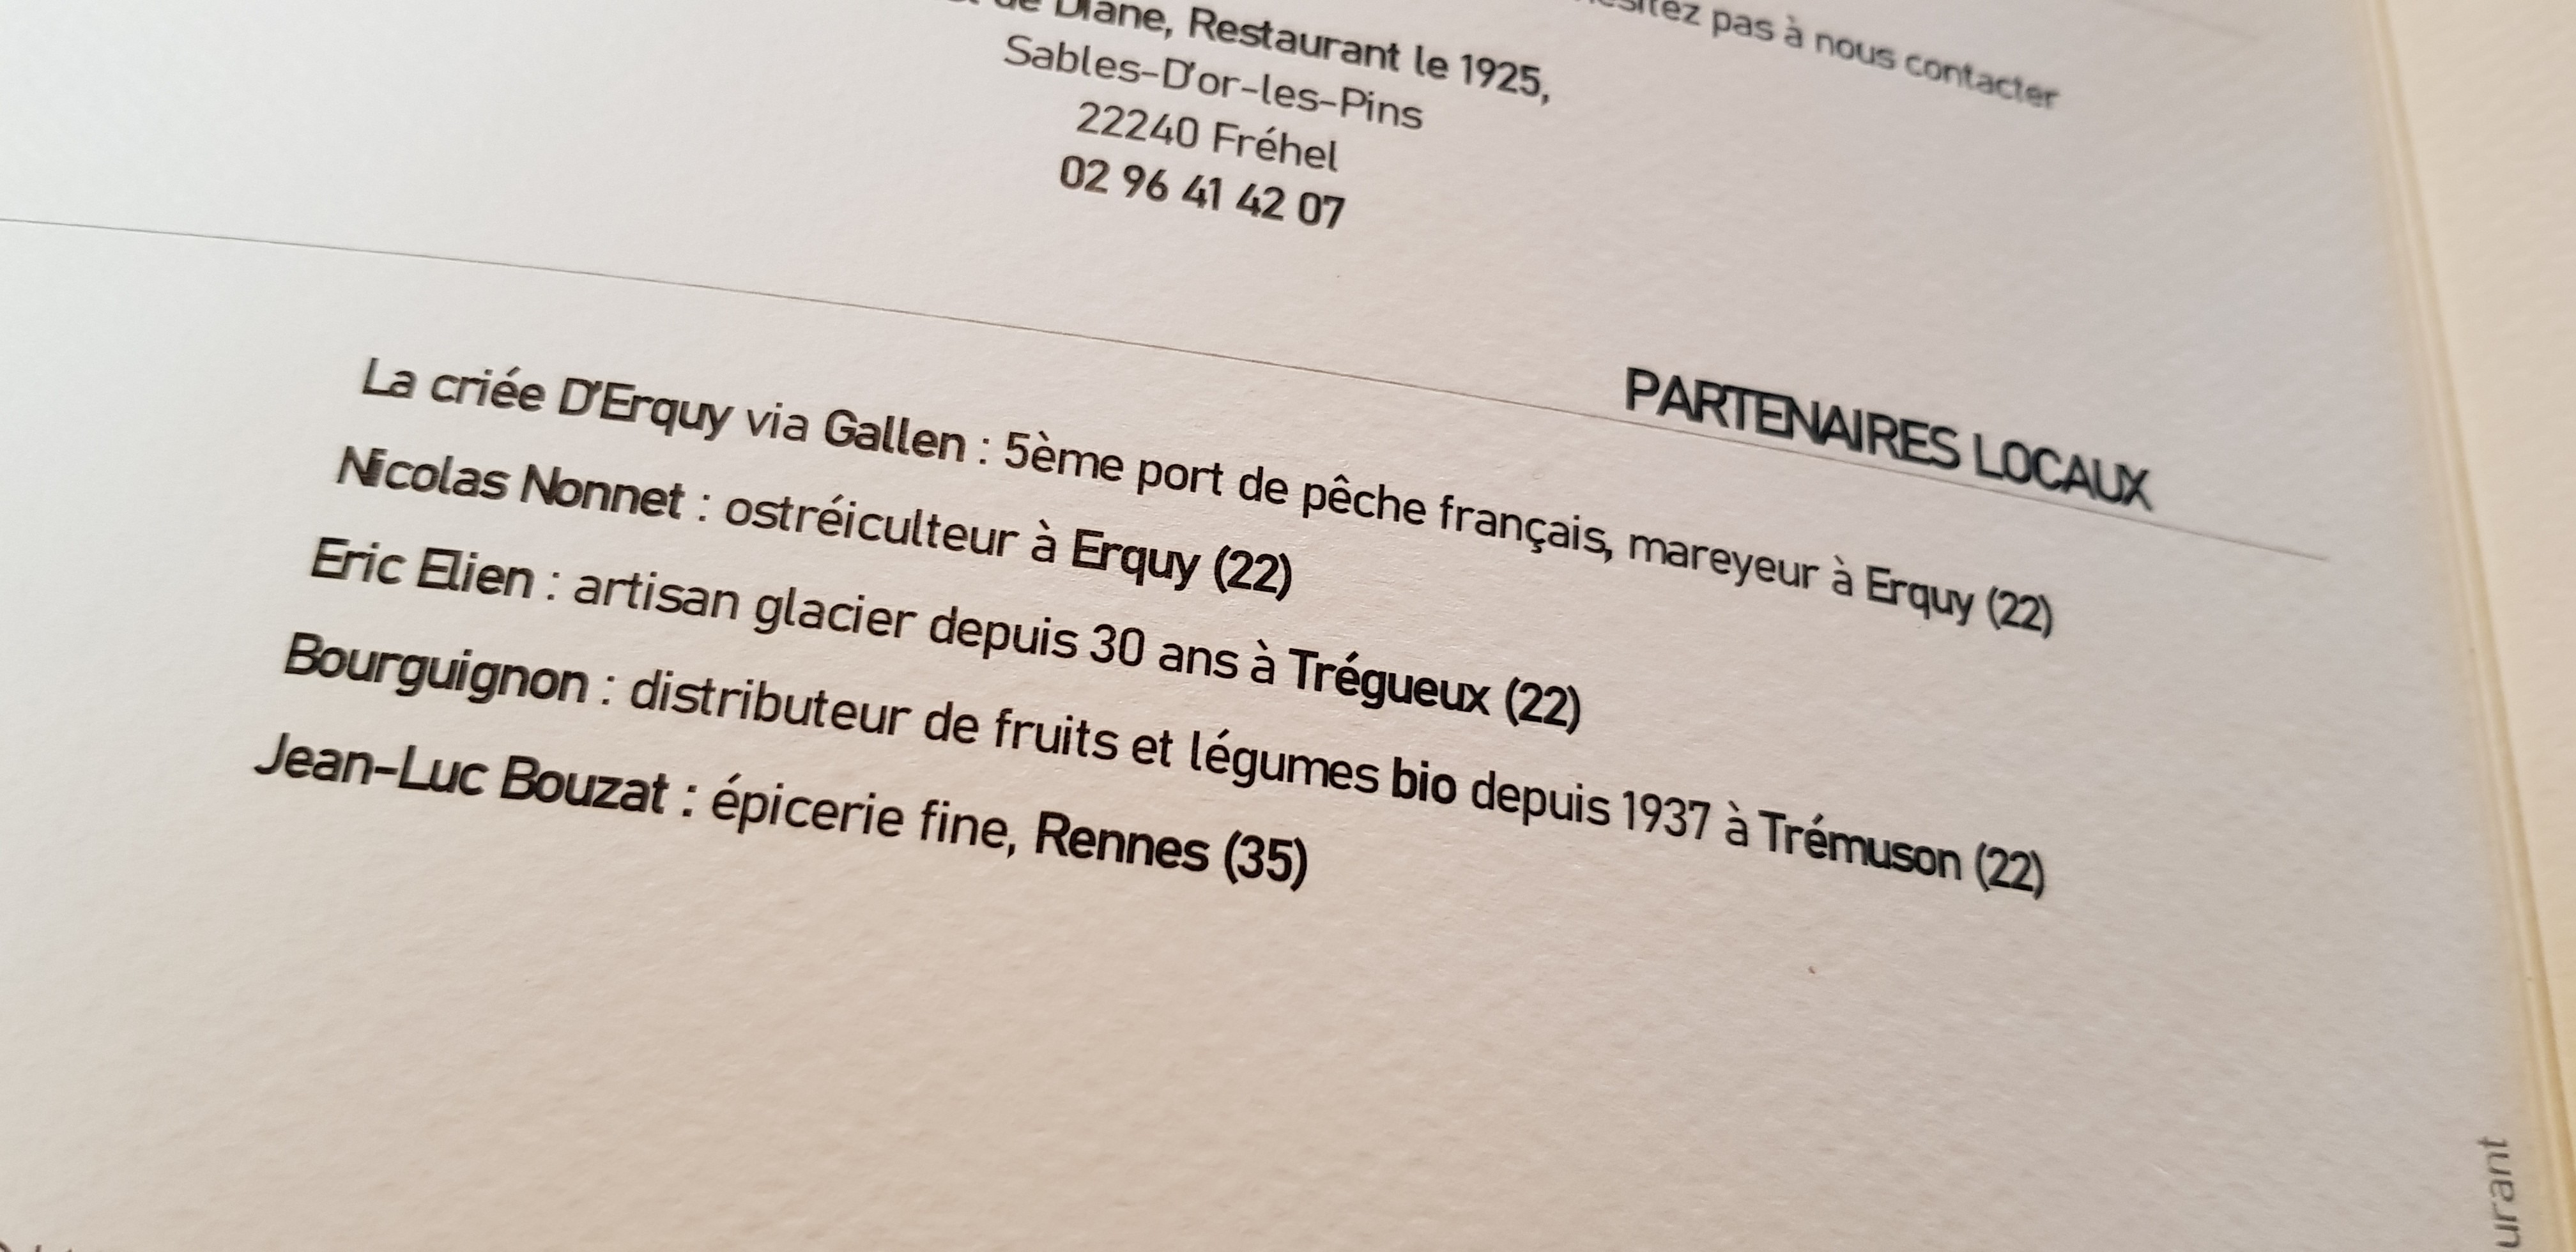 pas à nous contacter
de Diane, Restaurant le 1925,
Sables-D'or-les-Pins
22240 Fréhel
02 96 41 42 07
PARTENAIRES LOCAUX
La criée D'Erquy via Gallen : 5ème port de pêche français, mareyeur à Erquy (22)
Nicolas Nonnet : ostréiculteur à Erquy (22)
Eric Elien : artisan glacier depuis 30 ans à Trégueux (22)
Bourguignon : distributeur de fruits et légumes bio depuis 1937 à Trémuson (22)
Jean-Luc Bouzat : épicerie fine, Rennes (35)
urant